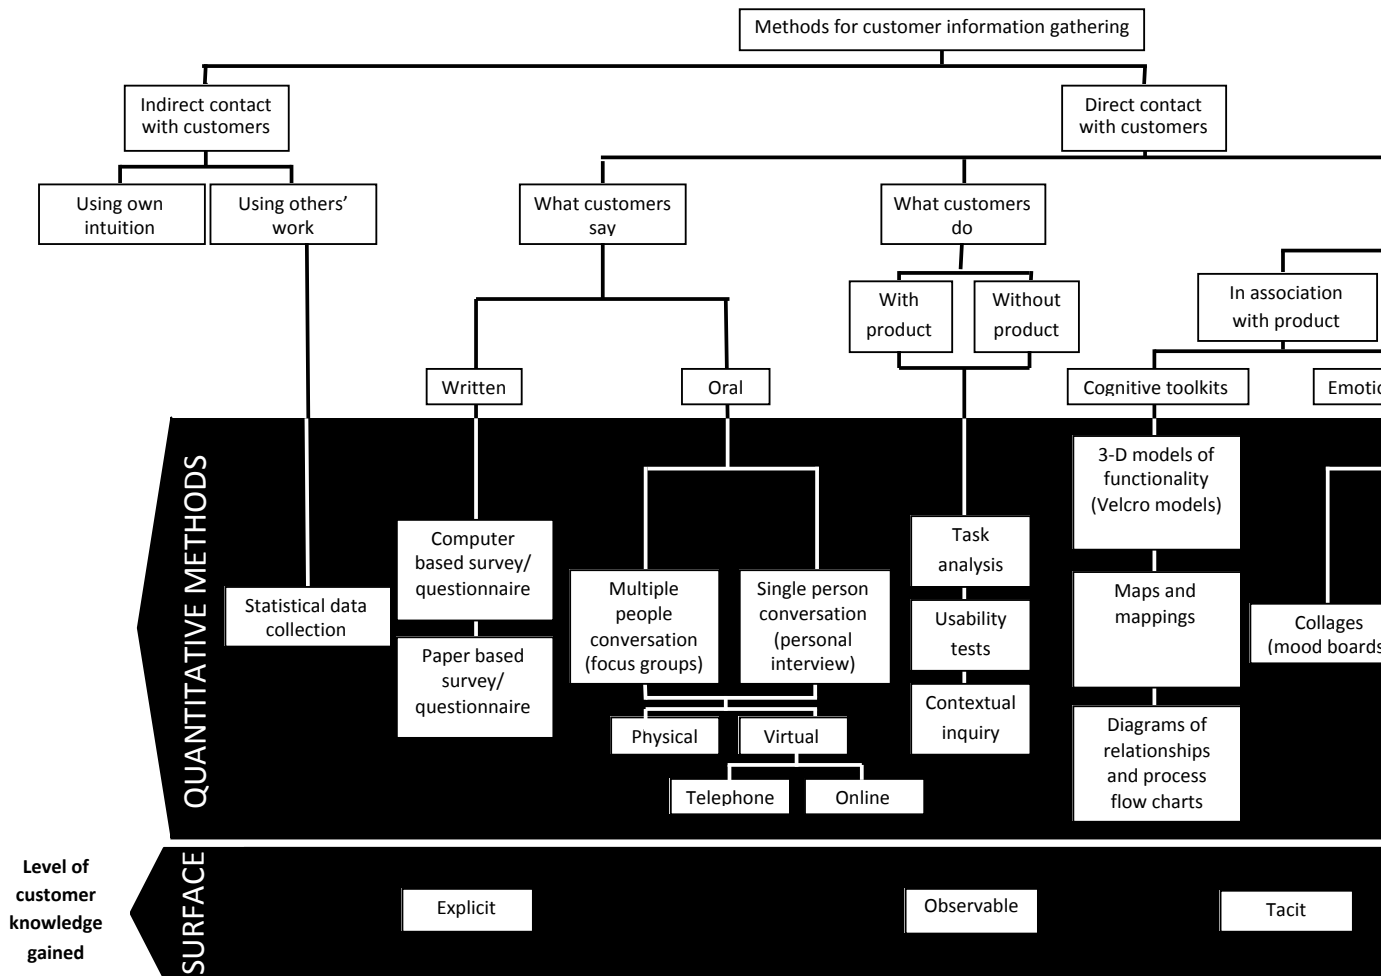 Methods for customer information gathering
Indirect contact
with customers
Direct contact
with customers
Using own
intuition
Using others’
work
What customers
say
What customers
do
With
product
Without
product
In association
with product
Written
Oral
Cognitive toolkits
Emotic
QUANTITATIVE METHODS
3-D models of
functionality
(Velcro models)
Computer
based survey/
questionnaire
Task
analysis
Multiple
people
conversation
(focus groups)
Single person
conversation
(personal
interview)
Maps and
mappings
Statistical data
collection
Usability
tests
Collages
(mood boards
Paper based
survey/
questionnaire
Contextual
inquiry
Physical
Virtual
Diagrams of
relationships
and process
flow charts
Telephone
Online
Level of
customer
knowledge
gained
SURFACE
Explicit
Observable
Tacit